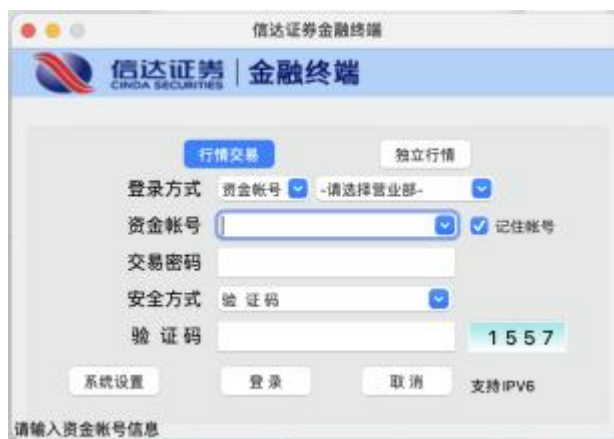 信达证券金融终端
信达证券 金融终端
CINDA SECURITIES
行情交易 独立行情
登录方式 资金帐号 -请选择营业部-
资金帐号 记住帐号
交易密码
安全方式 验 证 码
验 证 码 1557
系统设置 登 录 取 消 支持IPV6
请输入资金帐号信息